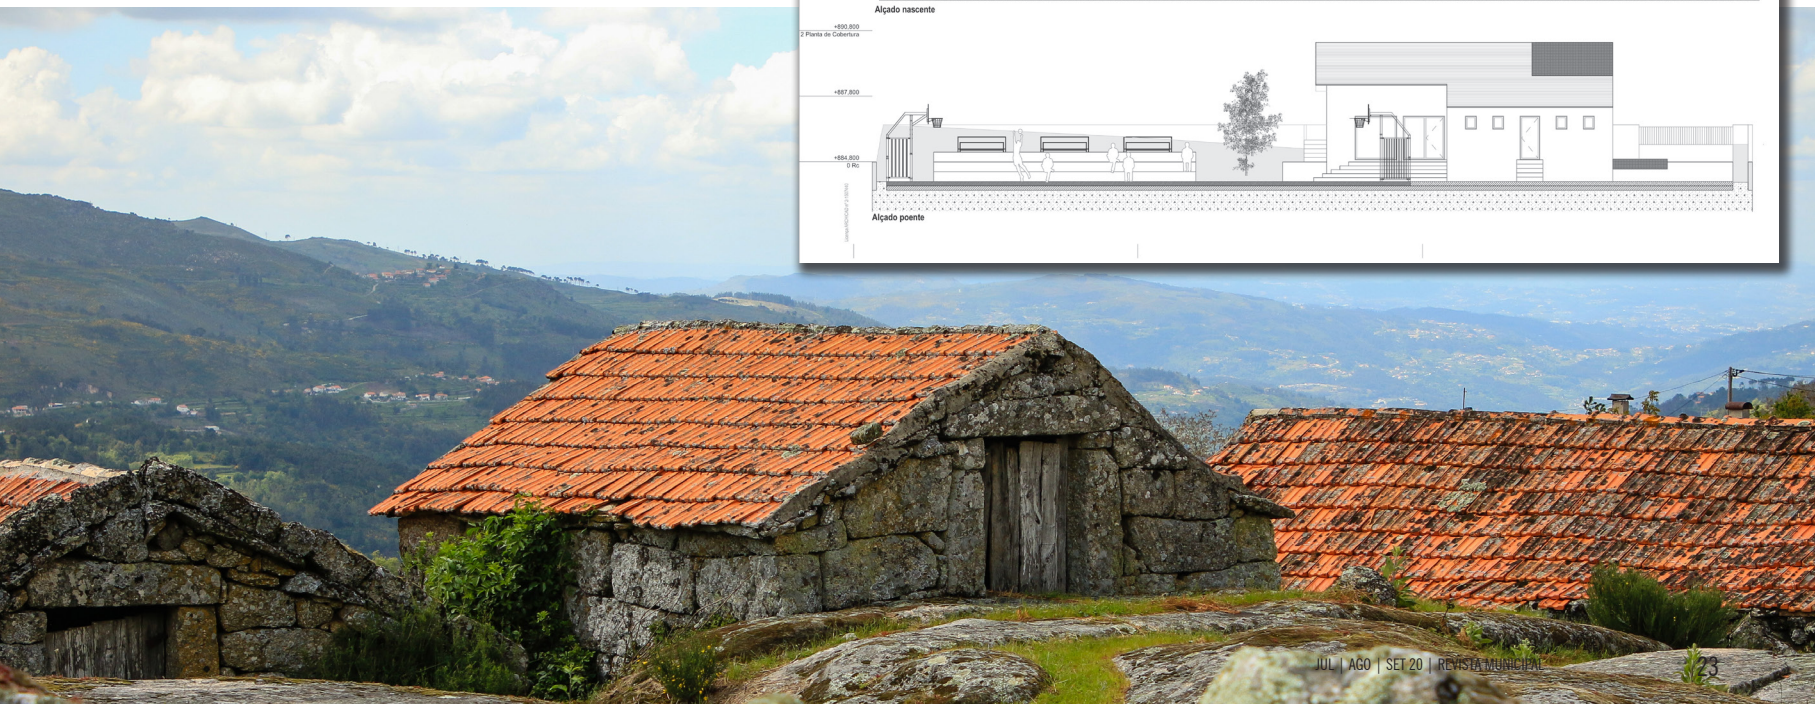 Alçado nascente
+890,800
2 Planta de Cobertura
+887,800
+884,800
0 Rc
Alçado poente
JUL | AGO | SET 20 | REVISTA MUNICIPAL
23